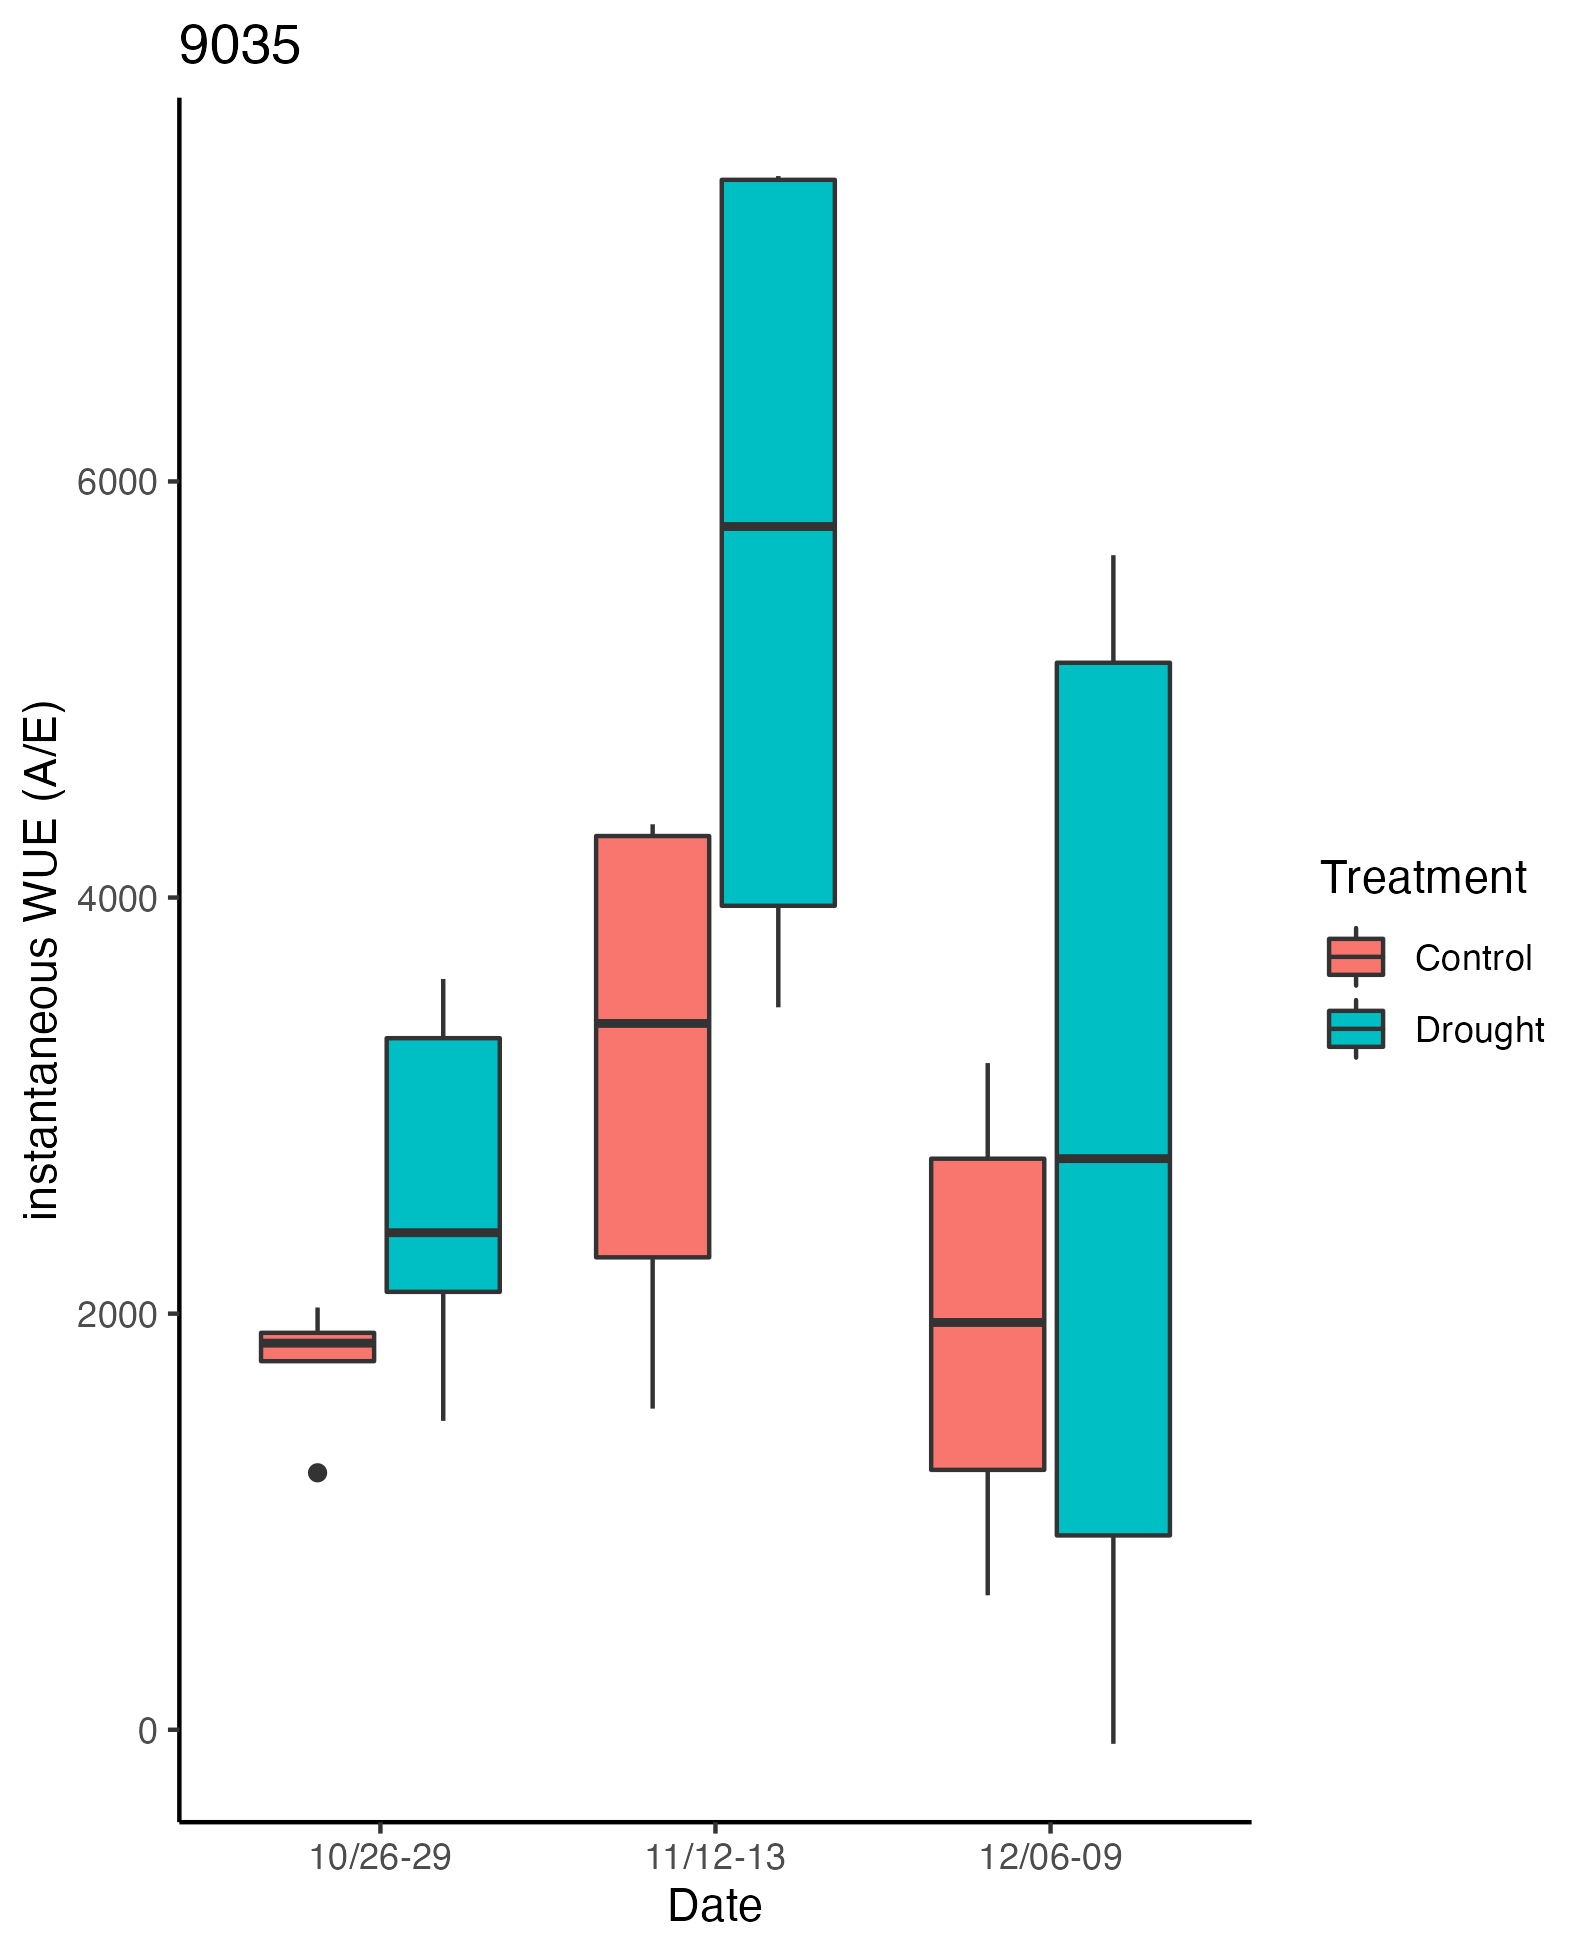 9035
instantaneous WUE (A/E)
6000
4000
2000
0
10/26-29
11/12-13
12/06-09
Date
Treatment
Control
Drought